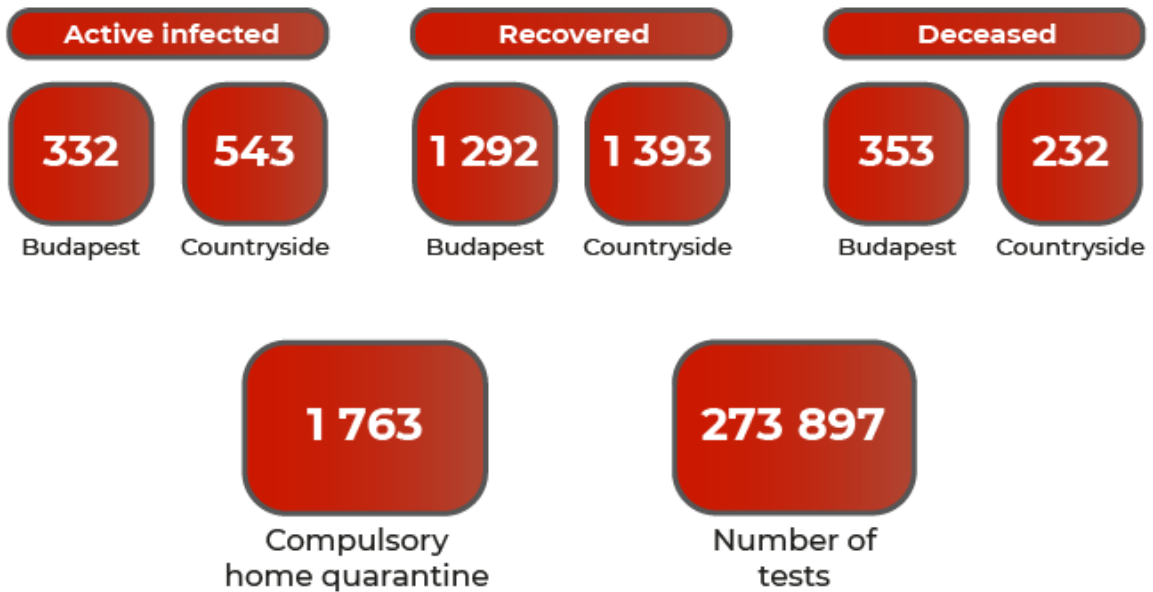 Active infected
Recovered
Deceased
332
543
1 292
1 393
353
232
Budapest
Countryside
Budapest
Countryside
Budapest
Countryside
1 763
273 897
Compulsory
home quarantine
Number of
tests